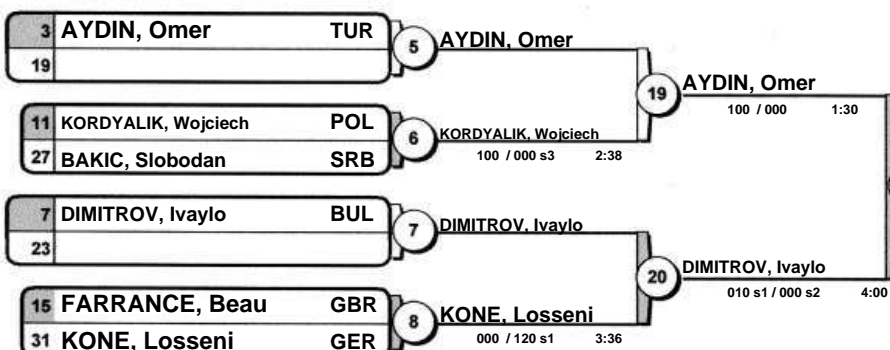 3 AYDIN, Omer TUR
19
5
AYDIN, Omer
11 KORDYALIK, Wojciech POL
27 BAKIC, Slobodan SRB
6
KORDYALIK, Wojciech
100 / 000 s3 2:38
19
AYDIN, Omer
100 / 000 1:30
7 DIMITROV, Ivaylo BUL
23
7
DIMITROV, Ivaylo
15 FARRANCE, Beau GBR
31 KONE, Losseni GER
8
KONE, Losseni
000 / 120 s1 3:36
20
DIMITROV, Ivaylo
010 s1 / 000 s2 4:00